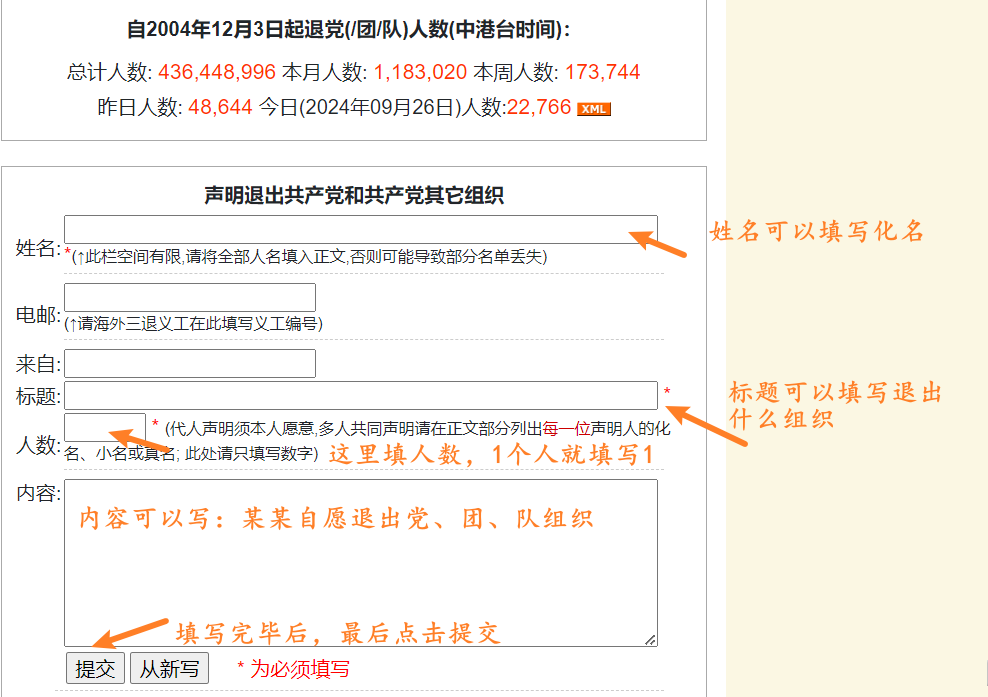 自2004年12月3日起退党(/团/队)人数(中港台时间)：
总计人数: 436,448,996 本月人数: 1,183,020 本周人数: 173,744
昨日人数: 48,644 今日(2024年09月26日)人数:22,766 XML
声明退出共产党和共产党其它组织
姓名: *(↑此栏空间有限,请将全部人名填入正文,否则可能导致部分名单丢失)
姓名可以填写化名
电邮: (↑请海外三退义工在此填写义工编号)
来自:
标题: *
标题可以填写退出
什么组织
人数: * (代人声明须本人愿意,多人共同声明请在正文部分列出每一位声明人的化
名、小名或真名; 此处请只填写数字) 这里填人数，1个人就填写1
内容:
内容可以写：某某自愿退出党、团、队组织
填写完毕后，最后点击提交
提交 从新写 * 为必须填写